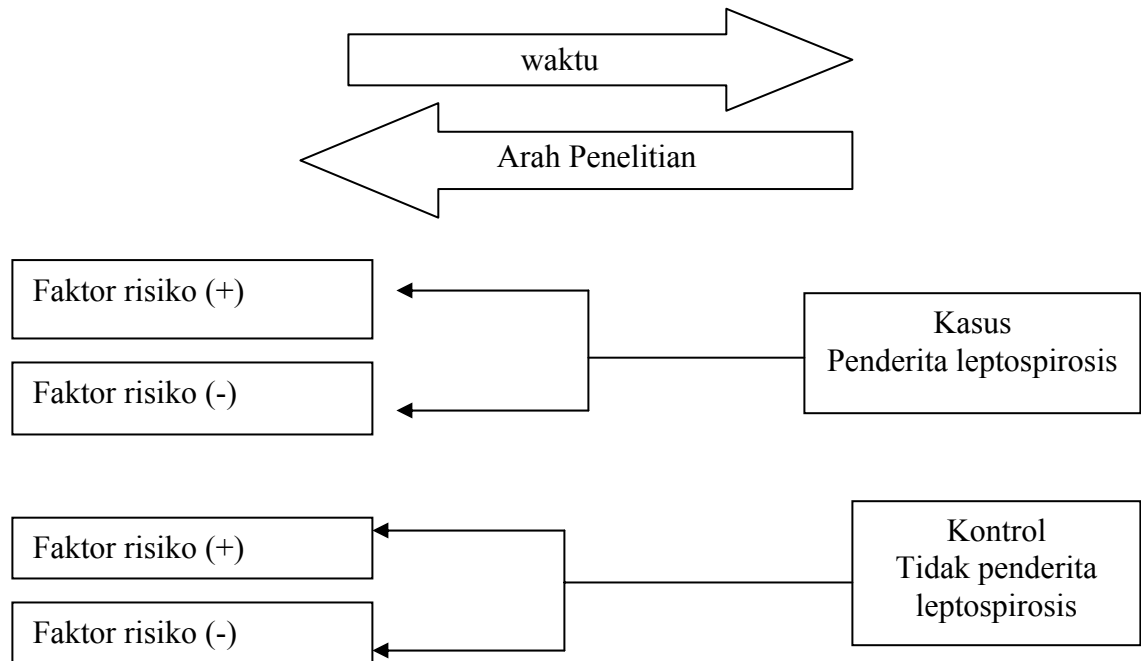 waktu
Arah Penelitian
Faktor risiko (+)
Kasus
Penderita leptospirosis
Faktor risiko (-)
Faktor risiko (+)
Kontrol
Tidak penderita
leptospirosis
Faktor risiko (-)